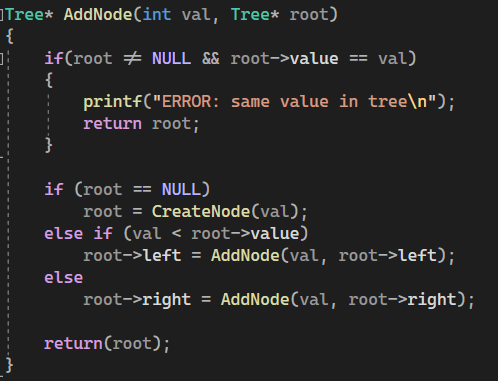 Tree* AddNode(int val, Tree* root)
{
    if(root ≠ NULL && root->value == val)
    {
        printf("ERROR: same value in tree\n");
        return root;
    }

    if (root == NULL)
        root = CreateNode(val);
    else if (val < root->value)
        root->left = AddNode(val, root->left);
    else
        root->right = AddNode(val, root->right);

    return(root);
}